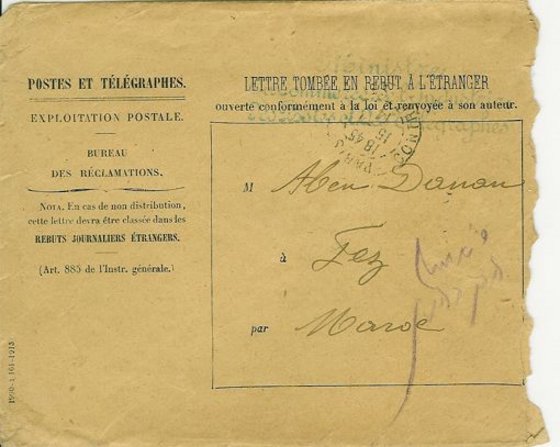 POSTES ET TÉLÉGRAPHES.
EXPLOITATION POSTALE.
BUREAU
DES RÉCLAMATIONS.
NOTA. En cas de non distribution,
cette lettre devra être classée dans les
REBUTS JOURNALIERS ÉTRANGERS.
(Art. 885 de l'Instr. générale.)
LETTRE TOMBÉE EN REBUT À L'ÉTRANGER
ouverte conformément à la loi et renvoyée à son auteur.
M Aben Danan
à Fez
par Maroc